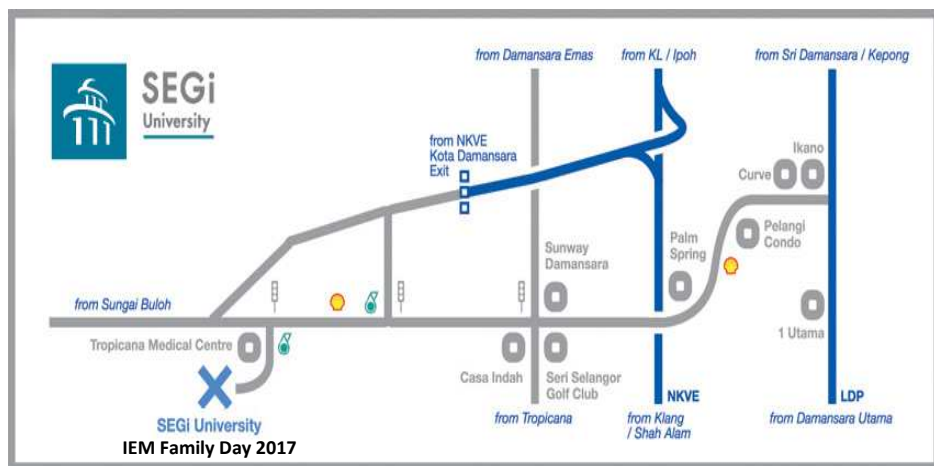 SEGi
University
from Damansara Emas
from KL / Ipoh
from Sri Damansara / Kepong
from NKVE
Kota Damansara
Exit
Ikano
Curve
Pelangi
Condo
Palm
Spring
Sunway
Damansara
from Sungai Buloh
Tropicana Medical Centre
1 Utama
Casa Indah
Seri Selangor
Golf Club
NKVE
LDP
SEGi University
from Tropicana
from Klang
/ Shah Alam
from Damansara Utama
IEM Family Day 2017